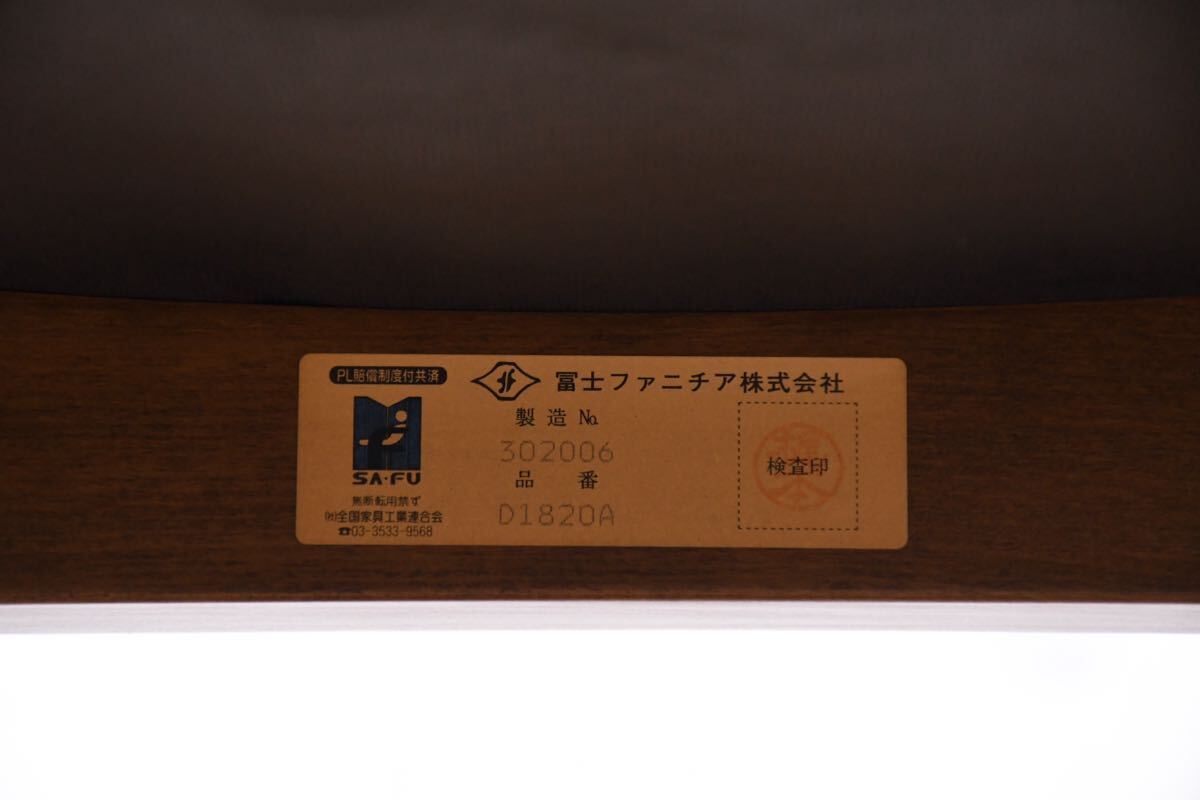 PL賠償制度付共済
SA・FU
無断転用禁ず
㈳全国家具工業連合会
☎03-3533-9568
冨士ファニチア株式会社
製造 №
302006
品番
D1820A
検査印